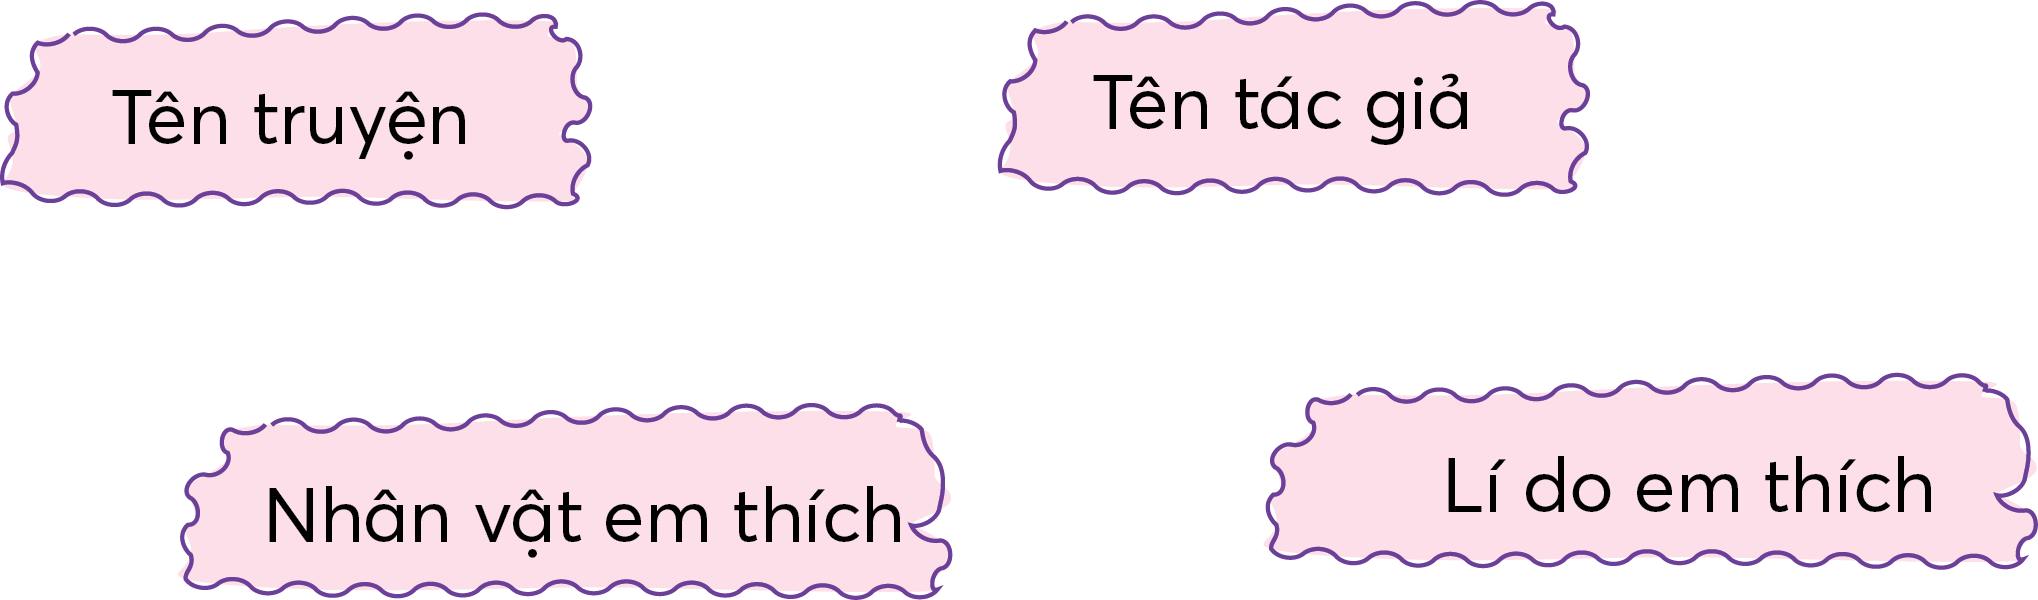 Tên truyện
Tên tác giả
Nhân vật em thích
Lí do em thích